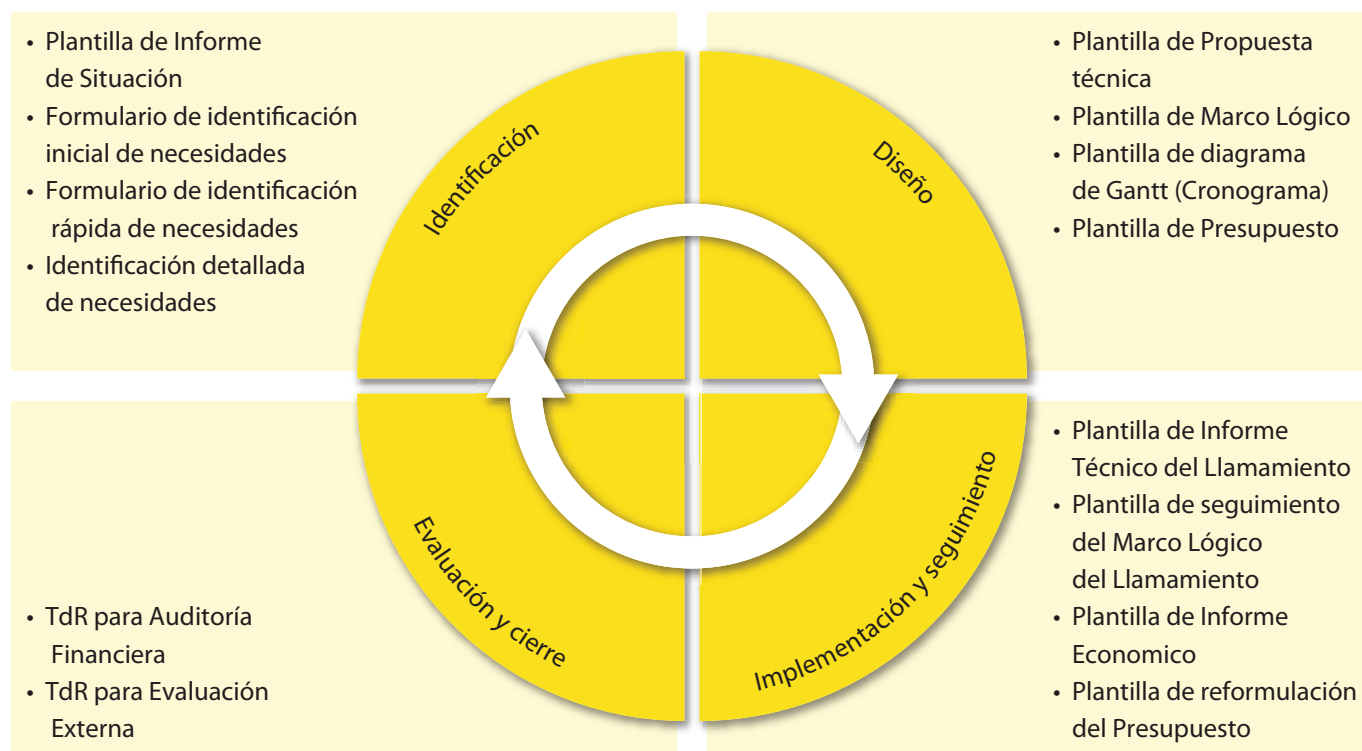 • Plantilla de Informe
de Situación
• Formulario de identificación
inicial de necesidades
• Formulario de identificación
rápida de necesidades
• Identificación detallada
de necesidades
Identificación
Diseño
• Plantilla de Propuesta
técnica
• Plantilla de Marco Lógico
• Plantilla de diagrama
de Gantt (Cronograma)
• Plantilla de Presupuesto
• TdR para Auditoría
Financiera
• TdR para Evaluación
Externa
Evaluación y cierre
Implementación y seguimiento
• Plantilla de Informe
Técnico del Llamamiento
• Plantilla de seguimiento
del Marco Lógico
del Llamamiento
• Plantilla de Informe
Economico
• Plantilla de reformulación
del Presupuesto